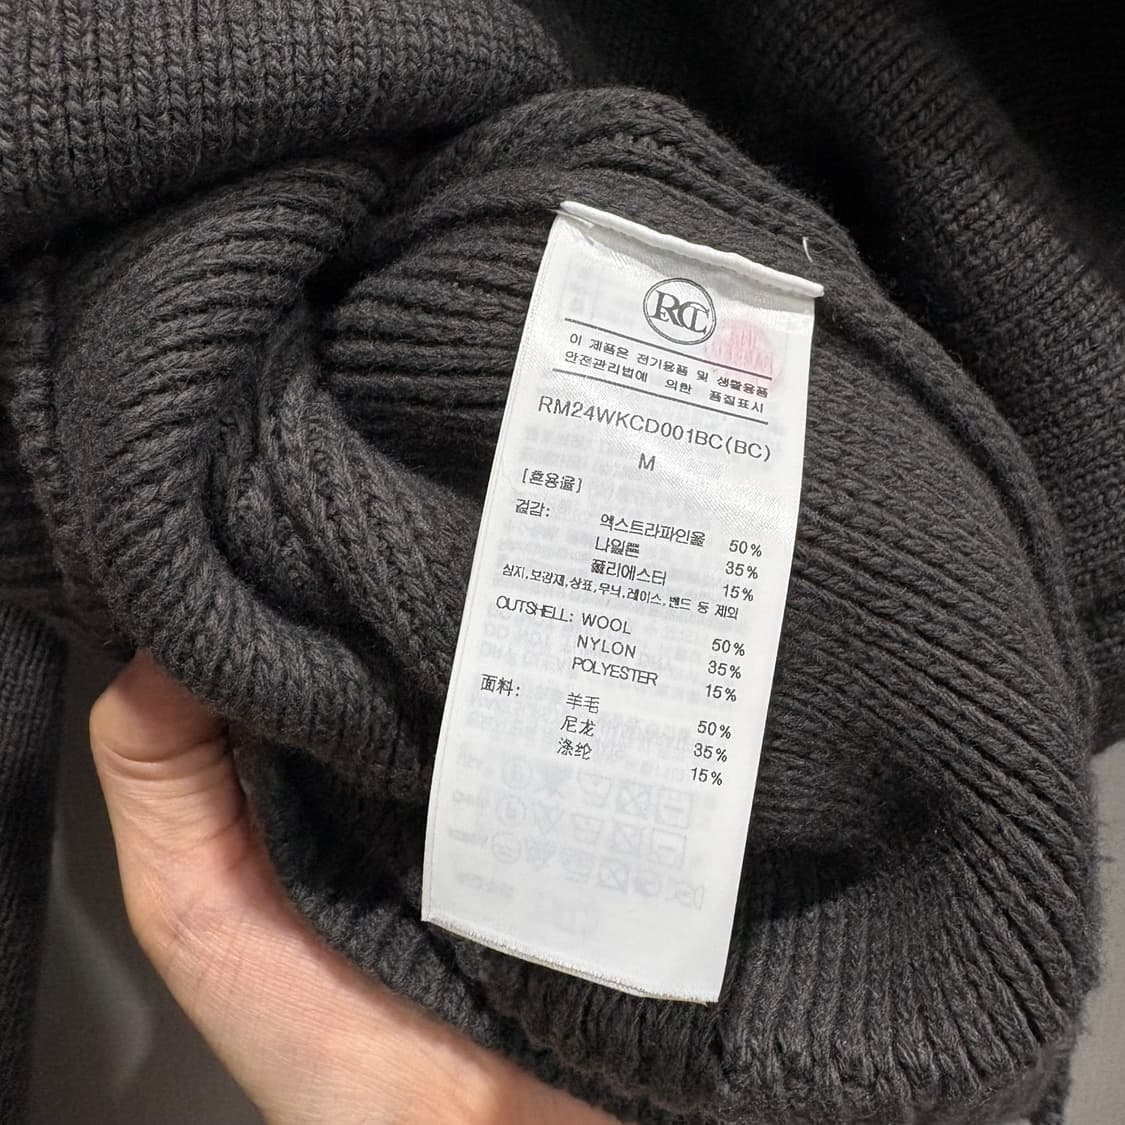 RCC
이 제품은 전기용품 및 생활용품
안전관리법에 의한 품질표시
RM24WKCD001BC(BC)
M
[혼용율]
겉감: 엑스트라파인울 50%
나일론 35%
폴리에스터 15%
심지,보강재,상표,무늬,레이스,밴드 등 제외
OUTSHELL: WOOL 50%
NYLON 35%
POLYESTER 15%
面料: 羊毛 50%
尼龙 35%
涤纶 15%